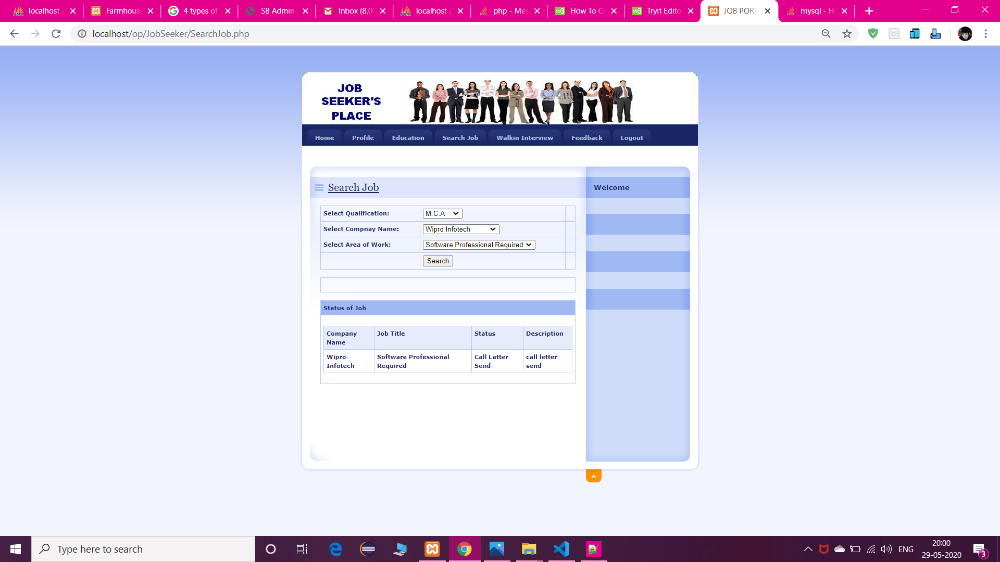 localhost /
Farmhouse
4 types of
SB Admin
Inbox (8,0
localhost /
php - Mes
How To Cr
Tryit Edito
JOB PORT
mysql - Ho
localhost/op/JobSeeker/SearchJob.php
JOB
SEEKER'S
PLACE
Home Profile Education Search Job Walkin Interview Feedback Logout
Search Job
Welcome
Select Qualification: M.C.A
Select Compnay Name: Wipro Infotech
Select Area of Work: Software Professional Required
Search
Status of Job
Company Name
Job Title
Status
Description
Wipro Infotech
Software Professional Required
Call Latter Send
call letter send
Type here to search
ENG
20:00
29-05-2020
3